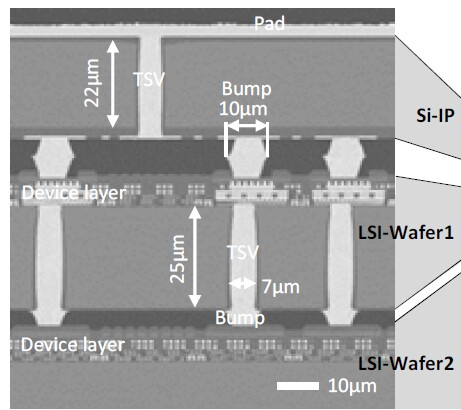 Pad
22μm
TSV
Bump
10μm
Si-IP
Device layer
LSI-Wafer1
25μm
TSV
7μm
Bump
Device layer
LSI-Wafer2
10μm